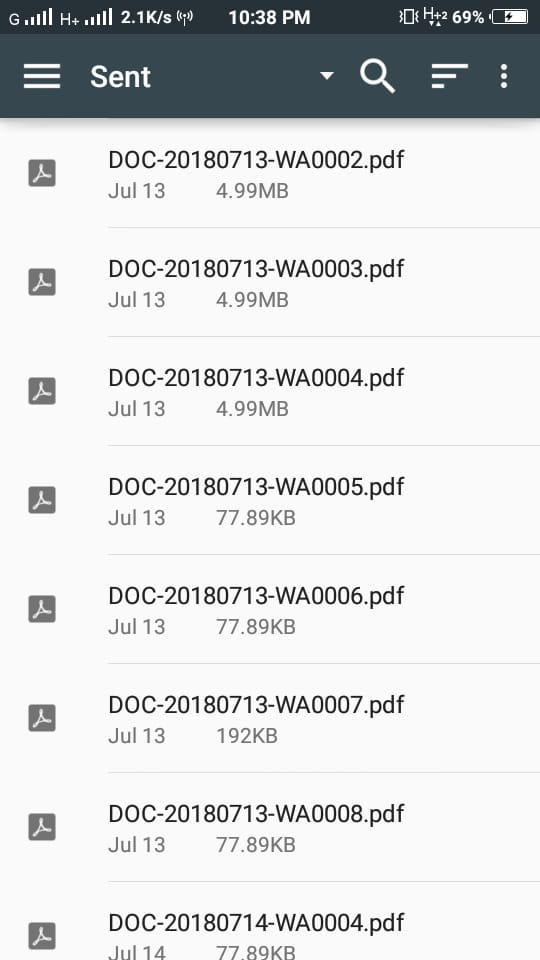 G H+ 2.1K/s 10:38 PM H+2 69%
Sent
DOC-20180713-WA0002.pdf
Jul 13 4.99MB
DOC-20180713-WA0003.pdf
Jul 13 4.99MB
DOC-20180713-WA0004.pdf
Jul 13 4.99MB
DOC-20180713-WA0005.pdf
Jul 13 77.89KB
DOC-20180713-WA0006.pdf
Jul 13 77.89KB
DOC-20180713-WA0007.pdf
Jul 13 192KB
DOC-20180713-WA0008.pdf
Jul 13 77.89KB
DOC-20180714-WA0004.pdf
Jul 14 77.89KB